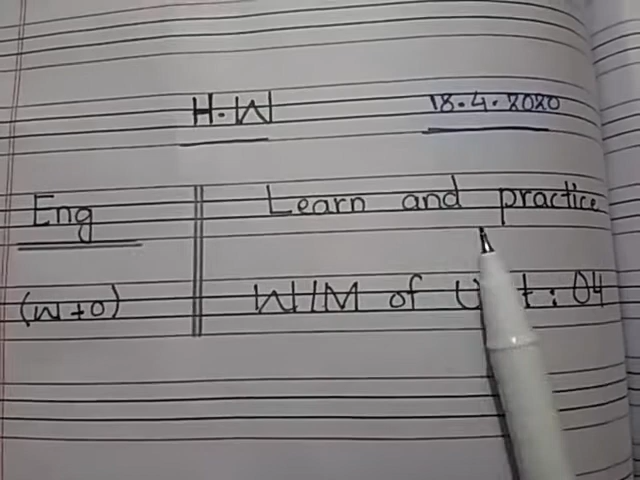 H.W 18.4.2020
Eng Learn and practice
(W+O) W/M of : 04